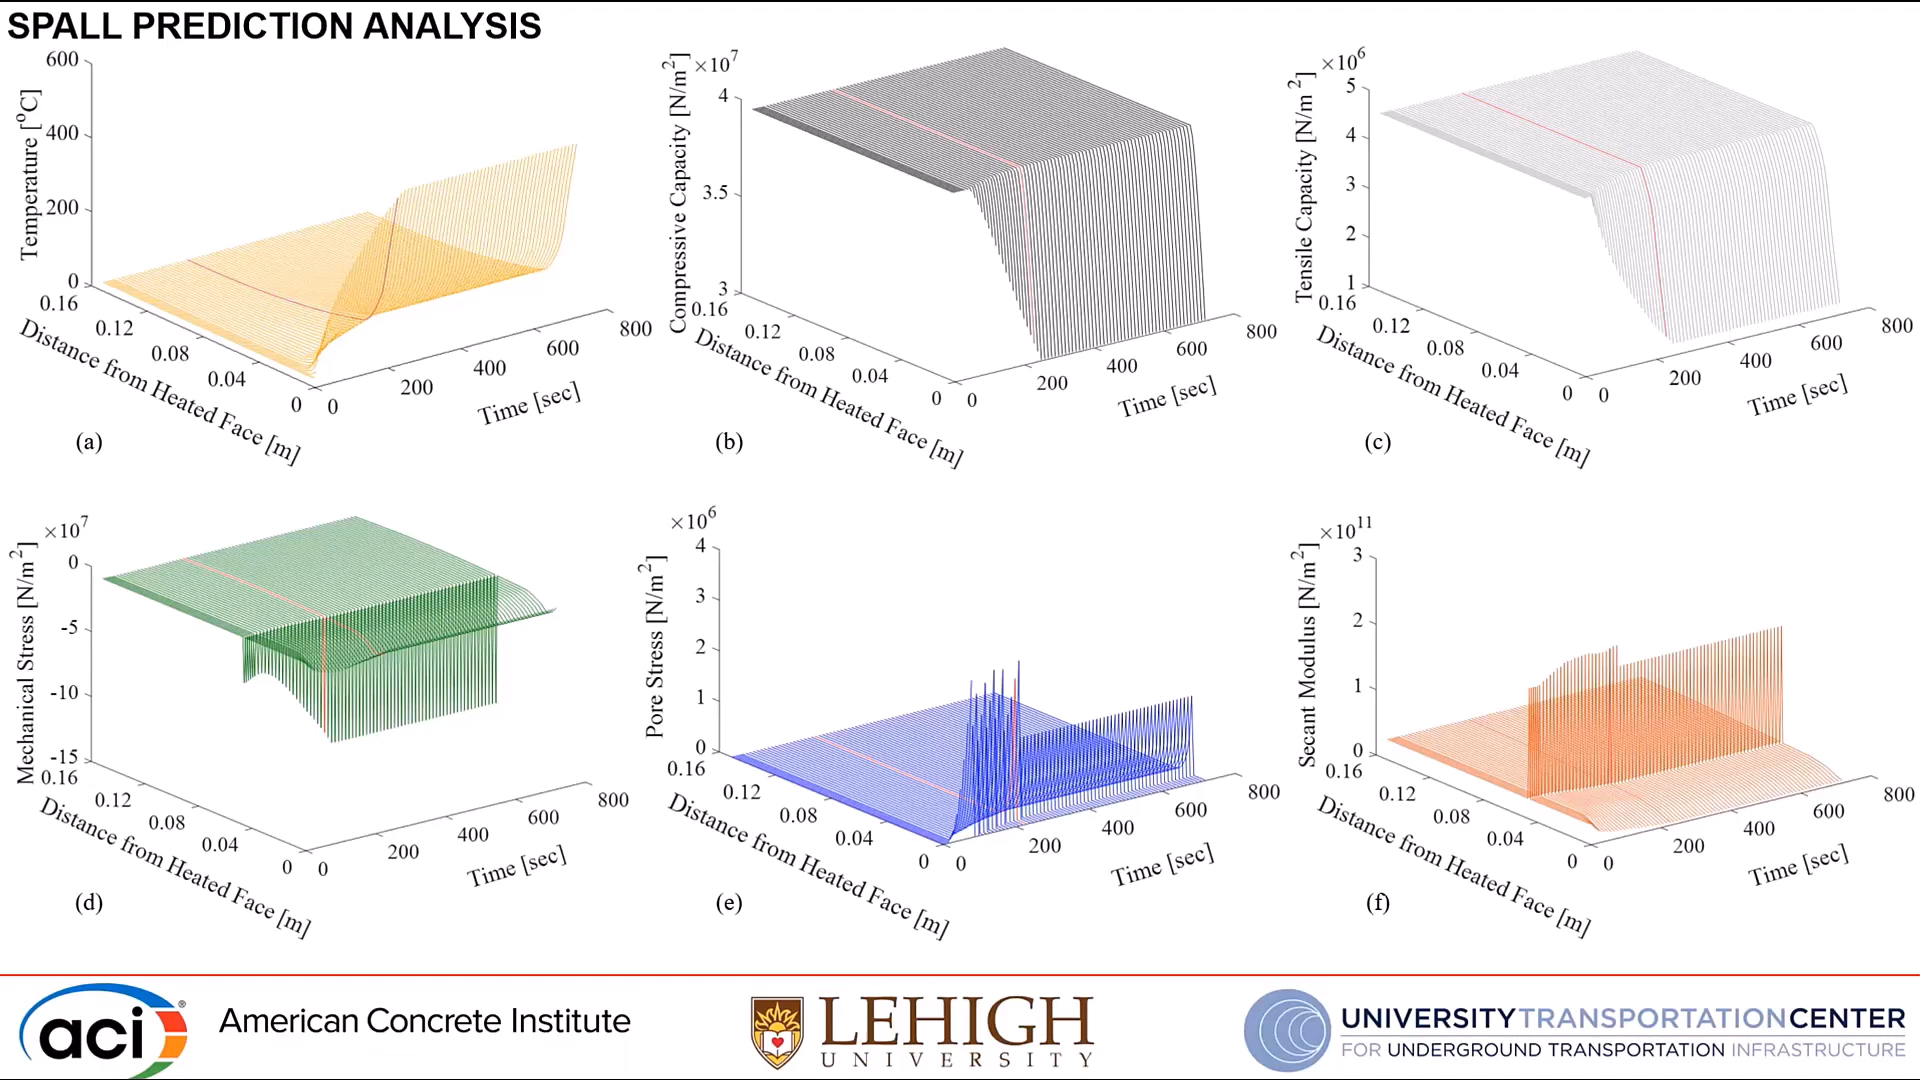 SPALL PREDICTION ANALYSIS
Temperature [°C]
600
400
200
0
0.16
0.12
0.08
0.04
0
0
200
400
600
800
Distance from Heated Face [m]
Time [sec]
(a)
Compressive Capacity [N/m²]
×10⁷
4
3.5
3
0.16
0.12
0.08
0.04
0
0
200
400
600
800
Distance from Heated Face [m]
Time [sec]
(b)
Tensile Capacity [N/m²]
×10⁶
5
4
3
2
1
0.16
0.12
0.08
0.04
0
0
200
400
600
800
Distance from Heated Face [m]
Time [sec]
(c)
Mechanical Stress [N/m²]
×10⁷
0
-5
-10
-15
0.16
0.12
0.08
0.04
0
0
200
400
600
800
Distance from Heated Face [m]
Time [sec]
(d)
Pore Stress [N/m²]
×10⁶
4
3
2
1
0
0.16
0.12
0.08
0.04
0
0
200
400
600
800
Distance from Heated Face [m]
Time [sec]
(e)
Secant Modulus [N/m²]
×10¹¹
3
2
1
0
0.16
0.12
0.08
0.04
0
0
200
400
600
800
Distance from Heated Face [m]
Time [sec]
(f)
aci®
American Concrete Institute
LEHIGH
UNIVERSITY
UNIVERSITYTRANSPORTATIONCENTER
FOR UNDERGROUND TRANSPORTATION INFRASTRUCTURE